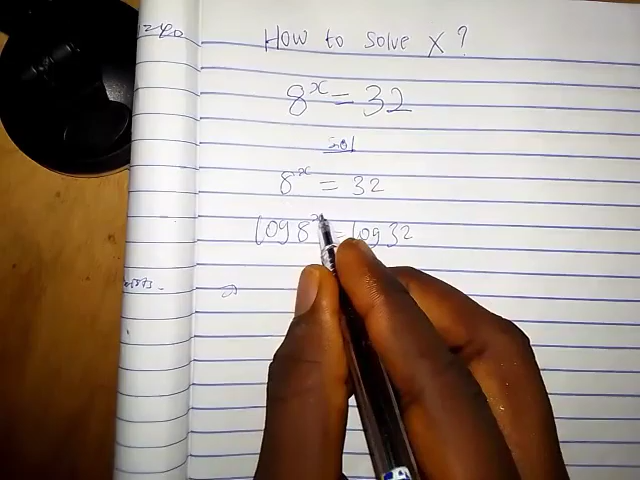 How to solve x?
8^x = 32
Sol
8^x = 32
log 8^x = log 32